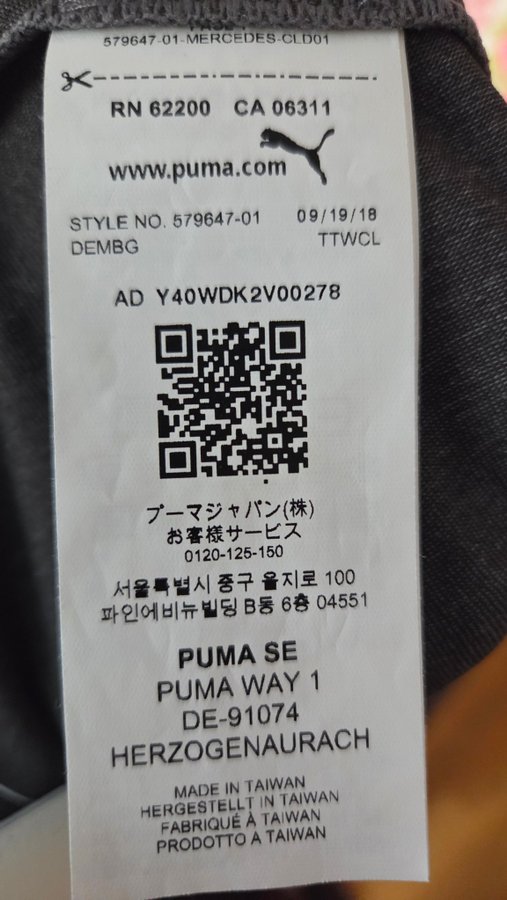 579647-01-MERCEDES-CLD01
RN 62200 CA 06311
www.puma.com
STYLE NO. 579647-01 09/19/18
DEMBG TTWCL
AD Y40WDK2V00278
プーマジャパン(株)
お客様サービス
0120-125-150
서울특별시 중구 을지로 100
파인에비뉴빌딩 B동 6층 04551
PUMA SE
PUMA WAY 1
DE-91074
HERZOGENAURACH
MADE IN TAIWAN
HERGESTELLT IN TAIWAN
FABRIQUÉ À TAIWAN
PRODOTTO A TAIWAN